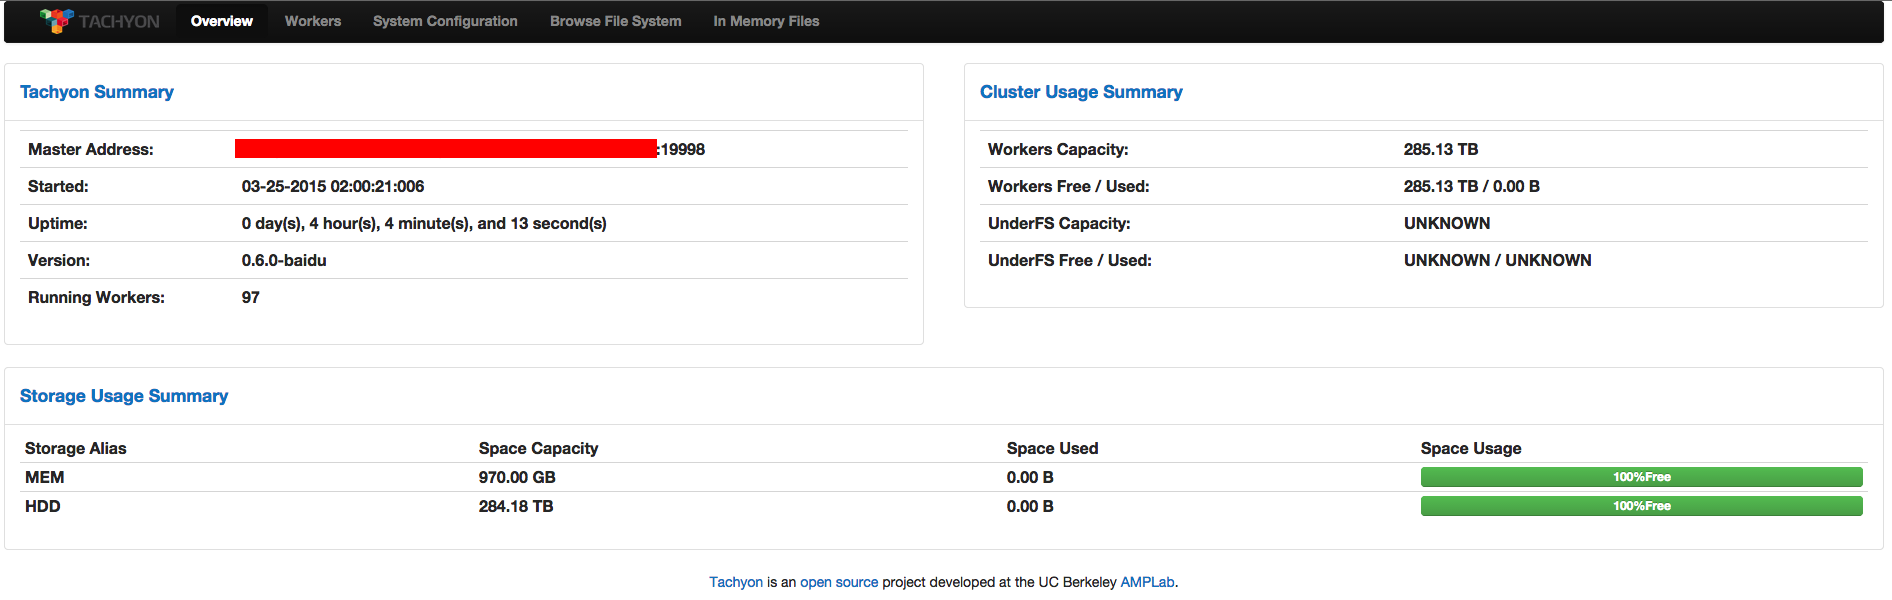 TACHYON Overview Workers System Configuration Browse File System In Memory Files
Tachyon Summary
Master Address: :19998
Started: 03-25-2015 02:00:21:006
Uptime: 0 day(s), 4 hour(s), 4 minute(s), and 13 second(s)
Version: 0.6.0-baidu
Running Workers: 97
Cluster Usage Summary
Workers Capacity: 285.13 TB
Workers Free / Used: 285.13 TB / 0.00 B
UnderFS Capacity: UNKNOWN
UnderFS Free / Used: UNKNOWN / UNKNOWN
Storage Usage Summary
Storage Alias Space Capacity Space Used Space Usage
MEM 970.00 GB 0.00 B 100%Free
HDD 284.18 TB 0.00 B 100%Free
Tachyon is an open source project developed at the UC Berkeley AMPLab.